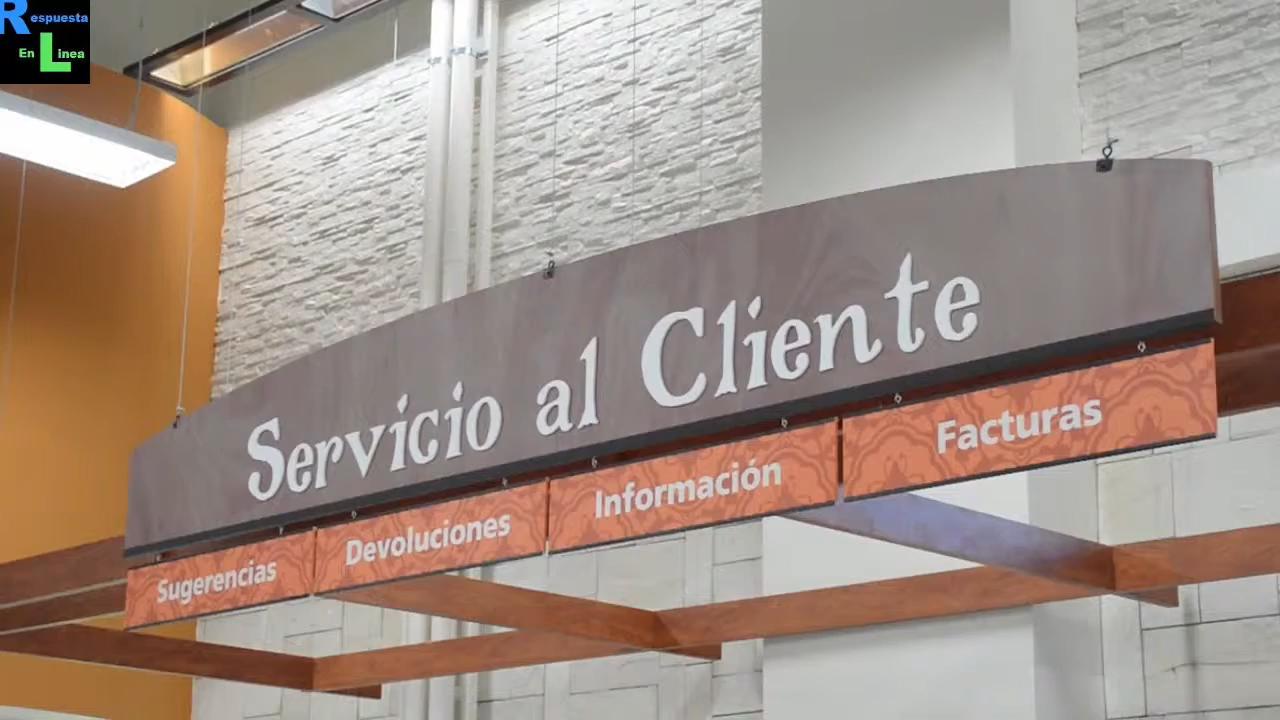 Respuesta
En Linea
Servicio al Cliente
Sugerencias
Devoluciones
Información
Facturas